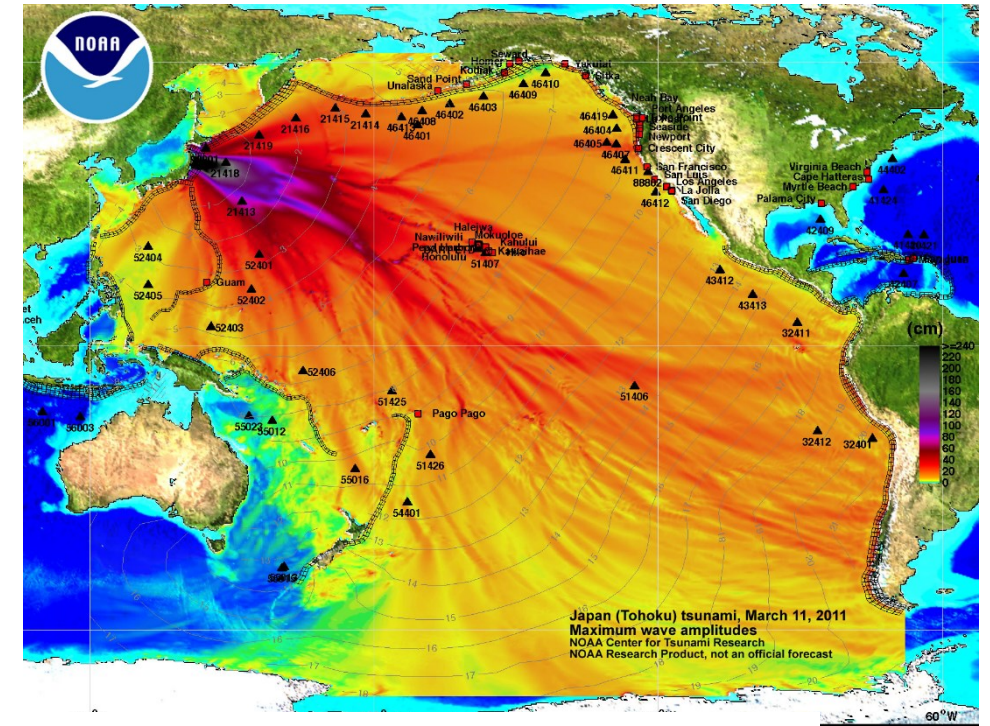 NOAA
Seward
Homer
Kodiak
Yakutat
Sitka
Sand Point
Unalaska
46410
46409
46403
46402
46408
46413
46401
21414
21415
21416
21419
21418
21413
Neah Bay
Port Angeles
Seaside
Newport
Crescent City
San Francisco
San Luis
Los Angeles
La Jolla
San Diego
46419
46404
46405
46407
46411
46412
Virginia Beach
Cape Hatteras
Myrtle Beach
Palama City
44402
42409
Haleiwa
Mokuoloe
Nawiliwili
Kahului
Honolulu
51407
52404
52401
52405
Guam
52402
52403
52406
43412
43413
32411
(cm)
>=240
220
200
180
160
140
120
100
80
60
40
20
0
51425
Pago Pago
51406
51426
32412
32401
56003
55023
55012
55016
54401
Japan (Tohoku) tsunami, March 11, 2011
Maximum wave amplitudes
NOAA Center for Tsunami Research
NOAA Research Product, not an official forecast
60°W